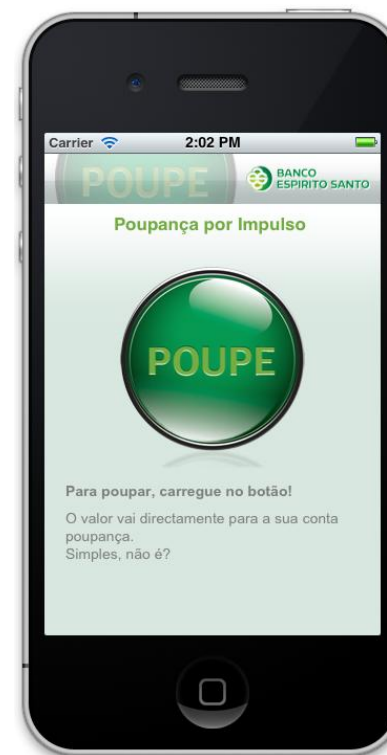 Carrier 2:02 PM
POUPE
BANCO
ESPIRITO SANTO
Poupança por Impulso
POUPE
Para poupar, carregue no botão!
O valor vai directamente para a sua conta
poupança.
Simples, não é?